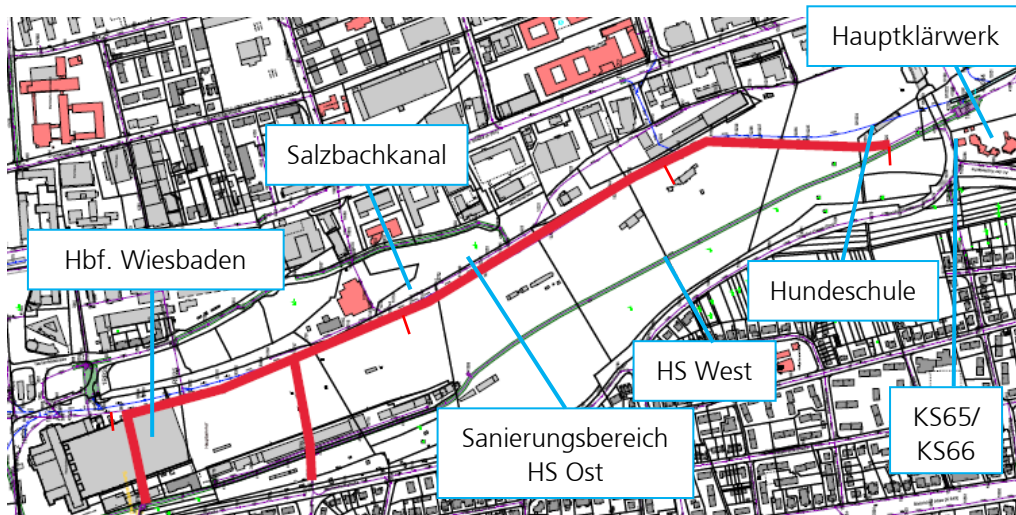 Hauptklärwerk
Salzbachkanal
Hbf. Wiesbaden
Hundeschule
HS West
Sanierungsbereich
HS Ost
KS65/
KS66